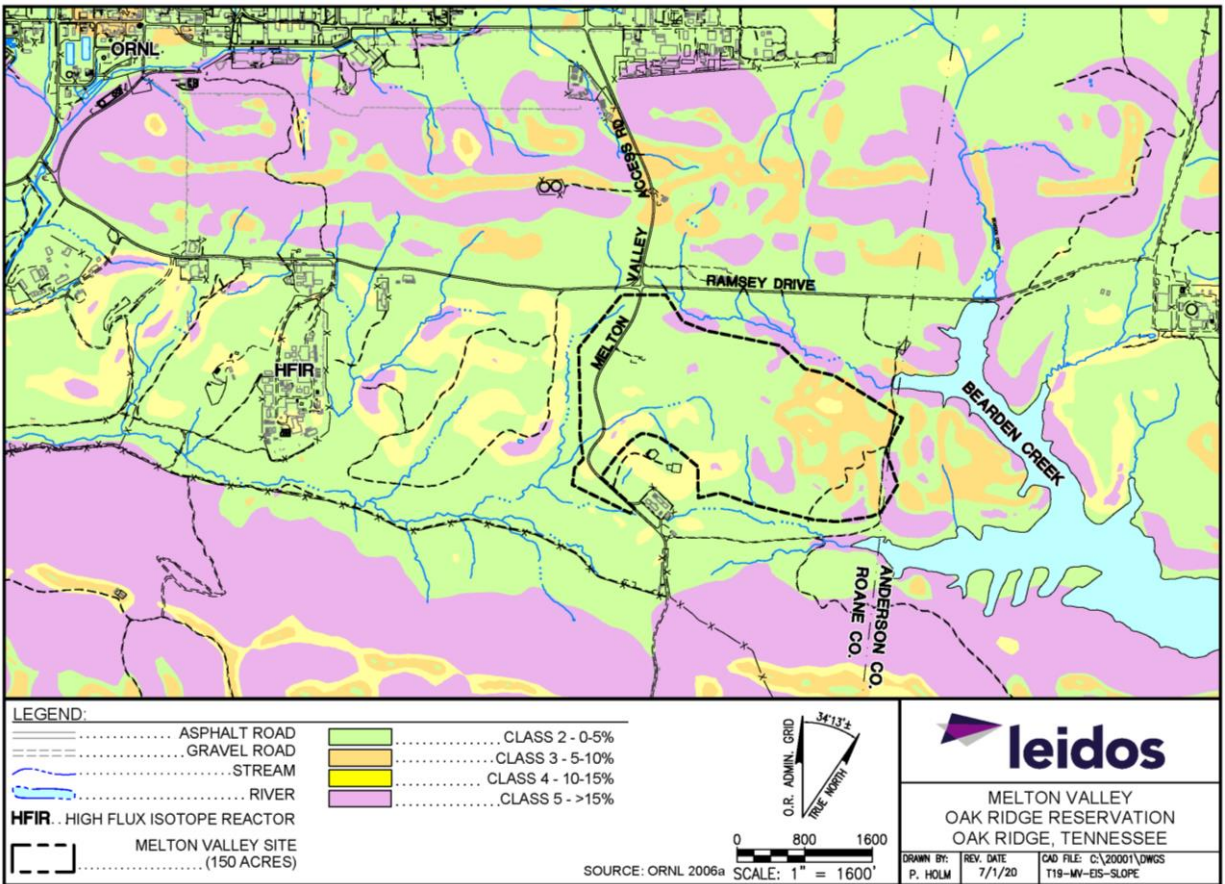 ORNL
ACCESS RD
VALLEY
RAMSEY DRIVE
MELTON
HFIR
BEARDEN CREEK
ANDERSON CO.
ROANE CO.
LEGEND:
ASPHALT ROAD
GRAVEL ROAD
STREAM
RIVER
HFIR.. HIGH FLUX ISOTOPE REACTOR
MELTON VALLEY SITE
(150 ACRES)
CLASS 2 - 0-5%
CLASS 3 - 5-10%
CLASS 4 - 10-15%
CLASS 5 - >15%
SOURCE: ORNL 2006a
O.R. ADMIN. GRID
34°13'±
TRUE NORTH
0 800 1600
SCALE: 1" = 1600'
leidos
MELTON VALLEY
OAK RIDGE RESERVATION
OAK RIDGE, TENNESSEE
DRAWN BY:
P. HOLM
REV. DATE
7/1/20
CAD FILE: C:\20001\DWGS
T19-MV-EIS-SLOPE